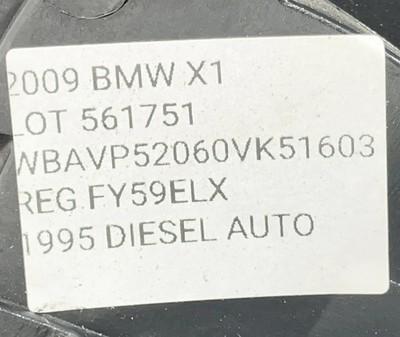 2009 BMW X1
LOT 561751
WBAVP52060VK51603
REG.FY59ELX
1995 DIESEL AUTO